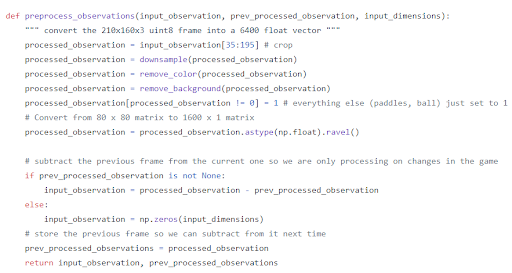 def preprocess_observations(input_observation, prev_processed_observation, input_dimensions):
    """ convert the 210x160x3 uint8 frame into a 6400 float vector """
    processed_observation = input_observation[35:195] # crop
    processed_observation = downsample(processed_observation)
    processed_observation = remove_color(processed_observation)
    processed_observation = remove_background(processed_observation)
    processed_observation[processed_observation != 0] = 1 # everything else (paddles, ball) just set to 1
    # Convert from 80 x 80 matrix to 1600 x 1 matrix
    processed_observation = processed_observation.astype(np.float).ravel()

    # subtract the previous frame from the current one so we are only processing on changes in the game
    if prev_processed_observation is not None:
        input_observation = processed_observation - prev_processed_observation
    else:
        input_observation = np.zeros(input_dimensions)
    # store the previous frame so we can subtract from it next time
    prev_processed_observations = processed_observation
    return input_observation, prev_processed_observations